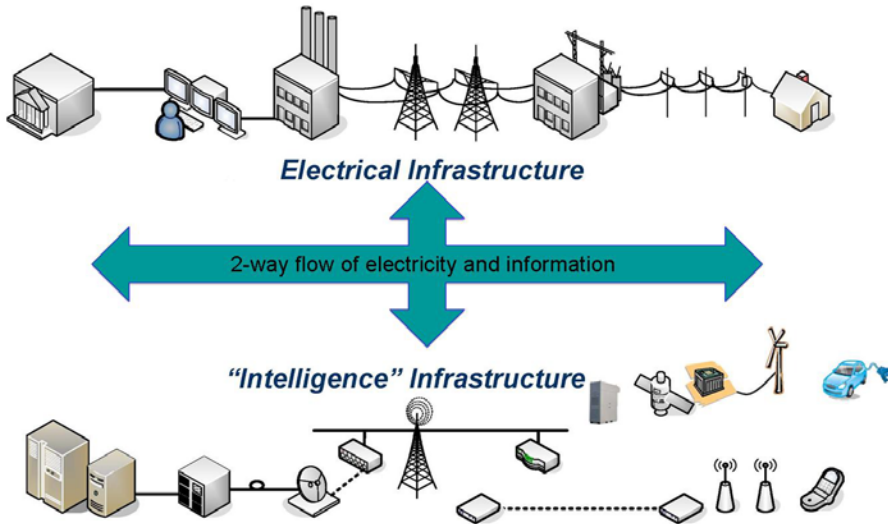 Electrical Infrastructure
2-way flow of electricity and information
“Intelligence” Infrastructure